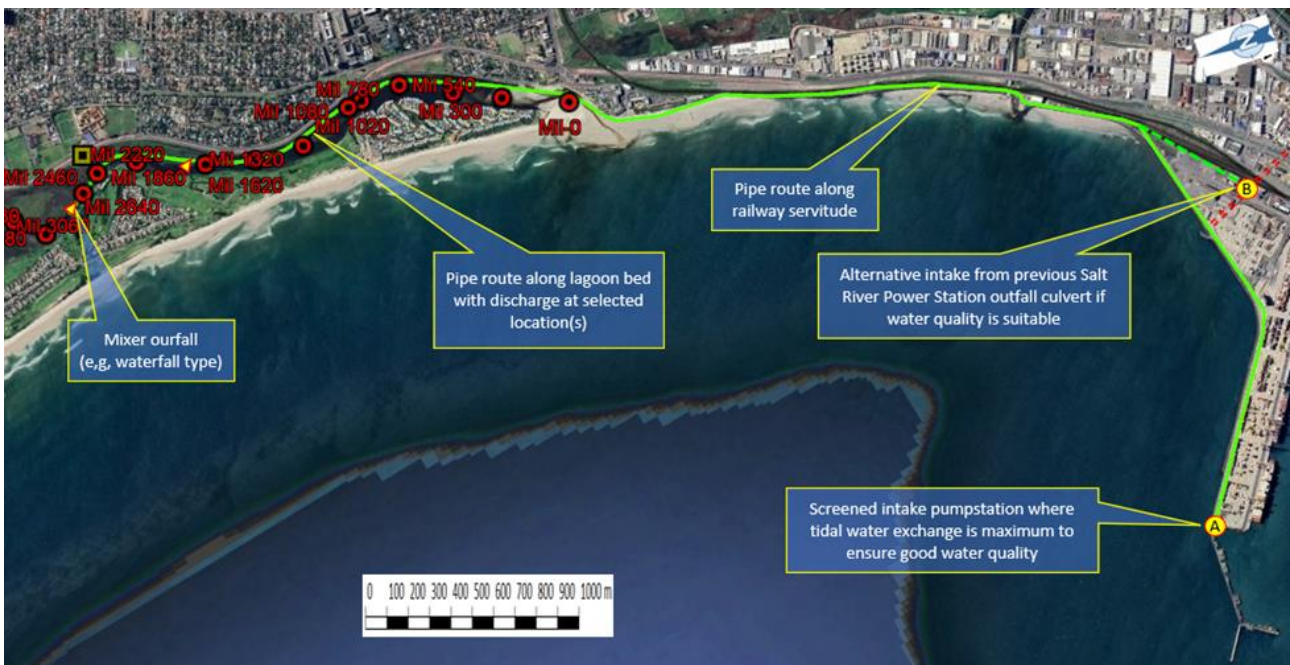 N
Mil 780
Mil 540
Mil 1080
Mil 300
Mil 1020
Mil-0
Mil 2220
Mil 1320
Mil 2460
Mil 1860
Mil 1620
Mil 2840
Mil 300
80
Pipe route along
railway servitude
B
Pipe route along lagoon bed
with discharge at selected
location(s)
Alternative intake from previous Salt
River Power Station outfall culvert if
water quality is suitable
Mixer ourfall
(e,g, waterfall type)
Screened intake pumpstation where
tidal water exchange is maximum to
ensure good water quality
A
0 100 200 300 400 500 600 700 800 900 1000 m